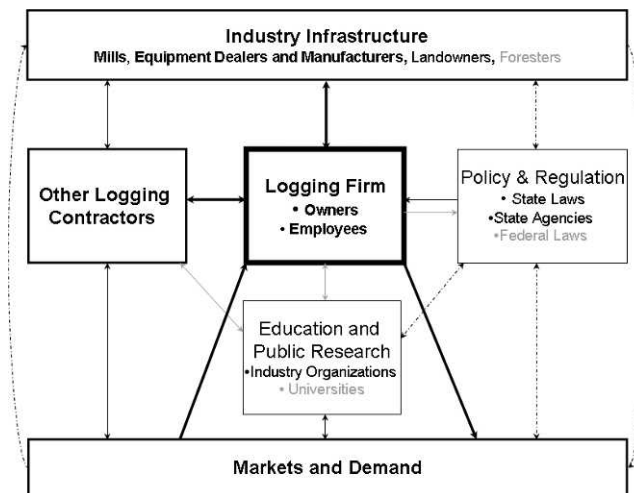 Industry Infrastructure
Mills, Equipment Dealers and Manufacturers, Landowners, Foresters
Other Logging
Contractors
Logging Firm
• Owners
• Employees
Policy & Regulation
• State Laws
•State Agencies
•Federal Laws
Education and
Public Research
•Industry Organizations
• Universities
Markets and Demand